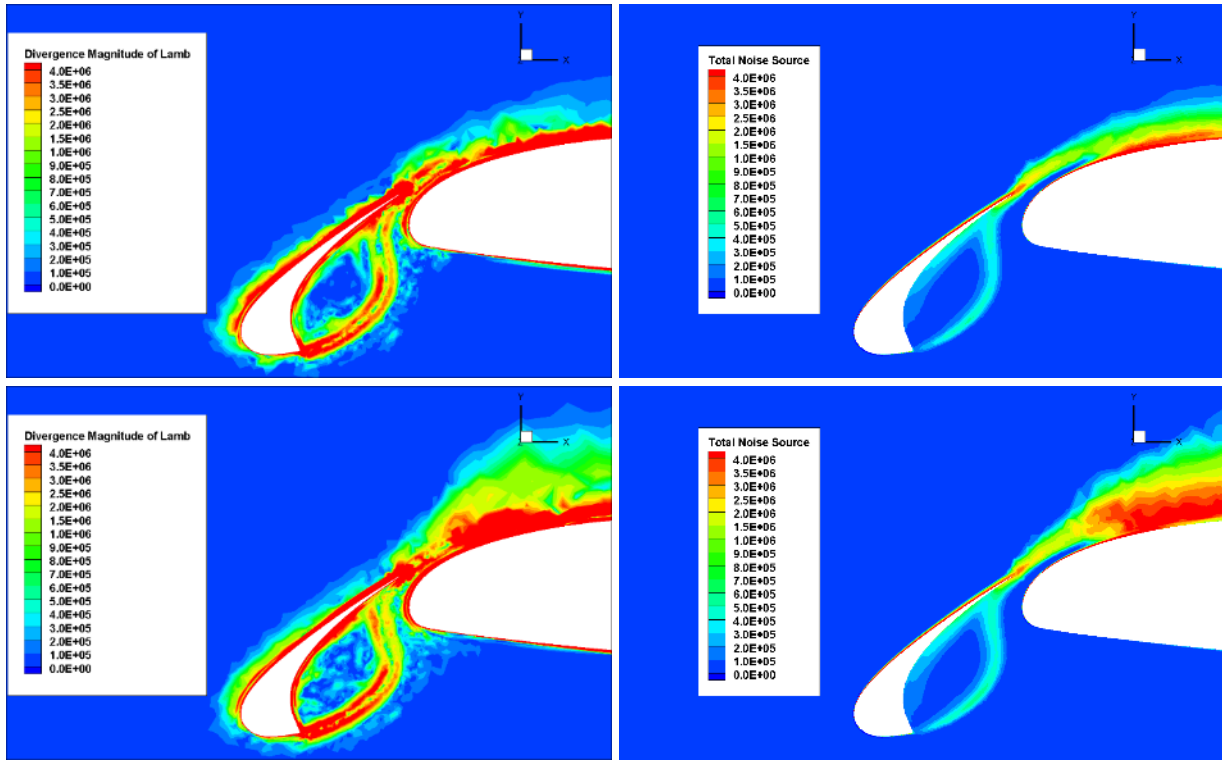 Y
X
Divergence Magnitude of Lamb
4.0E+06
3.5E+06
3.0E+06
2.5E+06
2.0E+06
1.5E+06
1.0E+06
9.0E+05
8.0E+05
7.0E+05
6.0E+05
5.0E+05
4.0E+05
3.0E+05
2.0E+05
1.0E+05
0.0E+00
Y
X
Total Noise Source
4.0E+06
3.5E+06
3.0E+06
2.5E+06
2.0E+06
1.5E+06
1.0E+06
9.0E+05
8.0E+05
7.0E+05
6.0E+05
5.0E+05
4.0E+05
3.0E+05
2.0E+05
1.0E+05
0.0E+00
Y
X
Divergence Magnitude of Lamb
4.0E+06
3.5E+06
3.0E+06
2.5E+06
2.0E+06
1.5E+06
1.0E+06
9.0E+05
8.0E+05
7.0E+05
6.0E+05
5.0E+05
4.0E+05
3.0E+05
2.0E+05
1.0E+05
0.0E+00
Y
X
Total Noise Source
4.0E+06
3.5E+06
3.0E+06
2.5E+06
2.0E+06
1.5E+06
1.0E+06
9.0E+05
8.0E+05
7.0E+05
6.0E+05
5.0E+05
4.0E+05
3.0E+05
2.0E+05
1.0E+05
0.0E+00